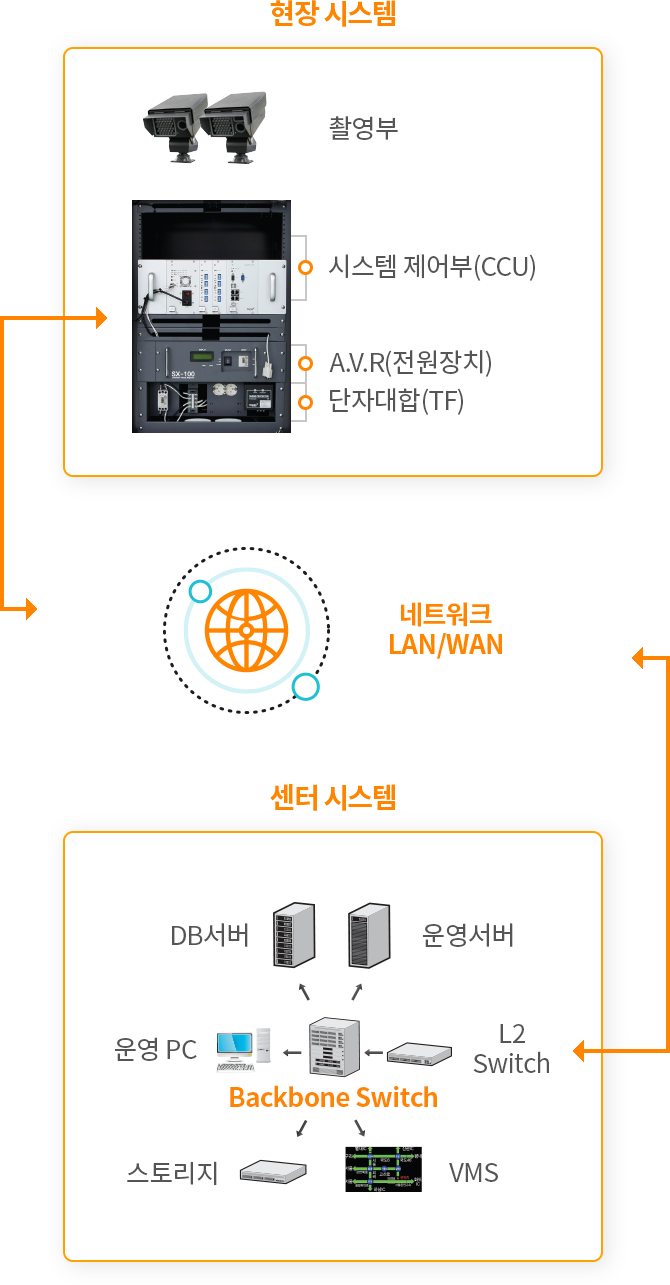 현장 시스템
촬영부
시스템 제어부(CCU)
A.V.R(전원장치)
SX-100
단자대합(TF)
네트워크
LAN/WAN
센터 시스템
DB서버
운영서버
운영 PC
L2
Switch
Backbone Switch
스토리지
VMS